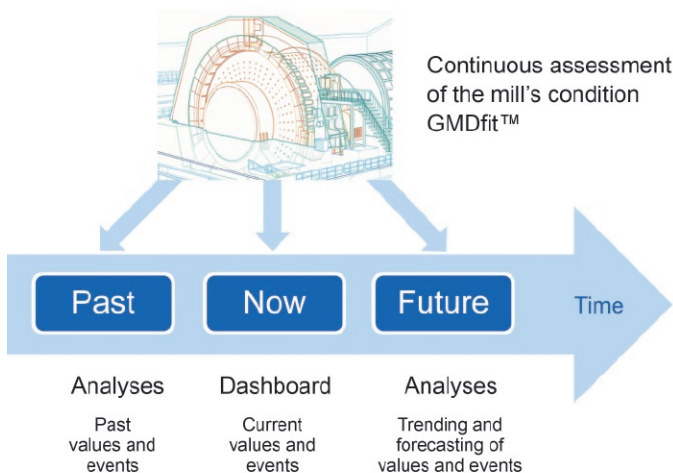 Continuous assessment
of the mill's condition
GMDfit™
Past
Now
Future
Time
Analyses
Dashboard
Analyses
Past
values and
events
Current
values and
events
Trending and
forecasting of
values and events